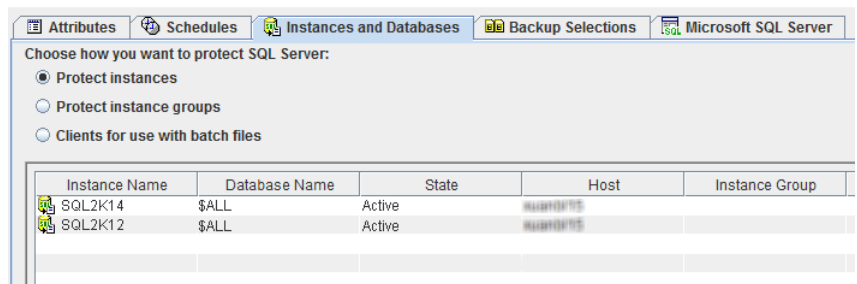 Attributes Schedules Instances and Databases Backup Selections Microsoft SQL Server
Choose how you want to protect SQL Server:
Protect instances
Protect instance groups
Clients for use with batch files
Instance Name Database Name State Host Instance Group
SQL2K14 $ALL Active
SQL2K12 $ALL Active